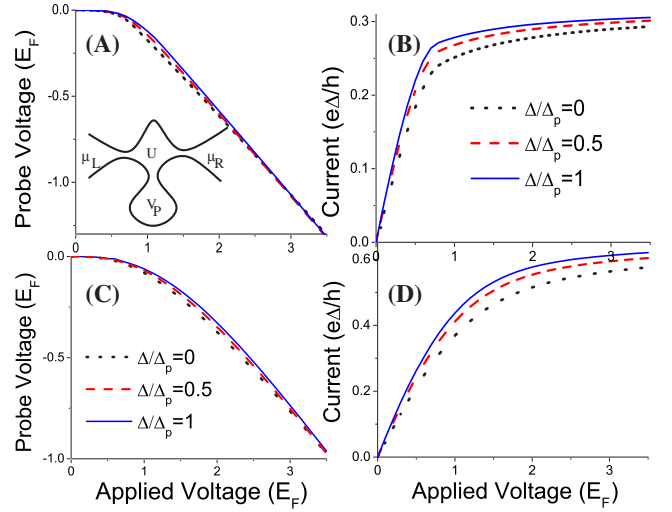 Probe Voltage (E_F)
0.0
-0.5
-1.0
0
1
2
3
(A)
μ_L
U
μ_R
V_P
Current (eΔ/h)
0.3
0.2
0.1
0.0
0
1
2
3
(B)
Δ/Δ_p=0
Δ/Δ_p=0.5
Δ/Δ_p=1
Probe Voltage (E_F)
0.0
-0.5
-1.0
0
1
2
3
(C)
Δ/Δ_p=0
Δ/Δ_p=0.5
Δ/Δ_p=1
Applied Voltage (E_F)
Current (eΔ/h)
0.6
0.4
0.2
0.0
0
1
2
3
(D)
Applied Voltage (E_F)